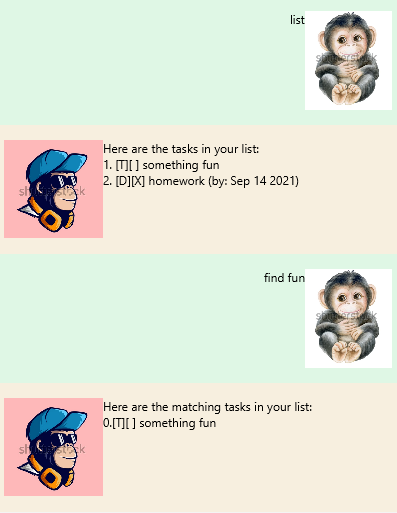 list
Here are the tasks in your list:
1. [T][ ] something fun
2. [D][X] homework (by: Sep 14 2021)
find fun
Here are the matching tasks in your list:
0.[T][ ] something fun